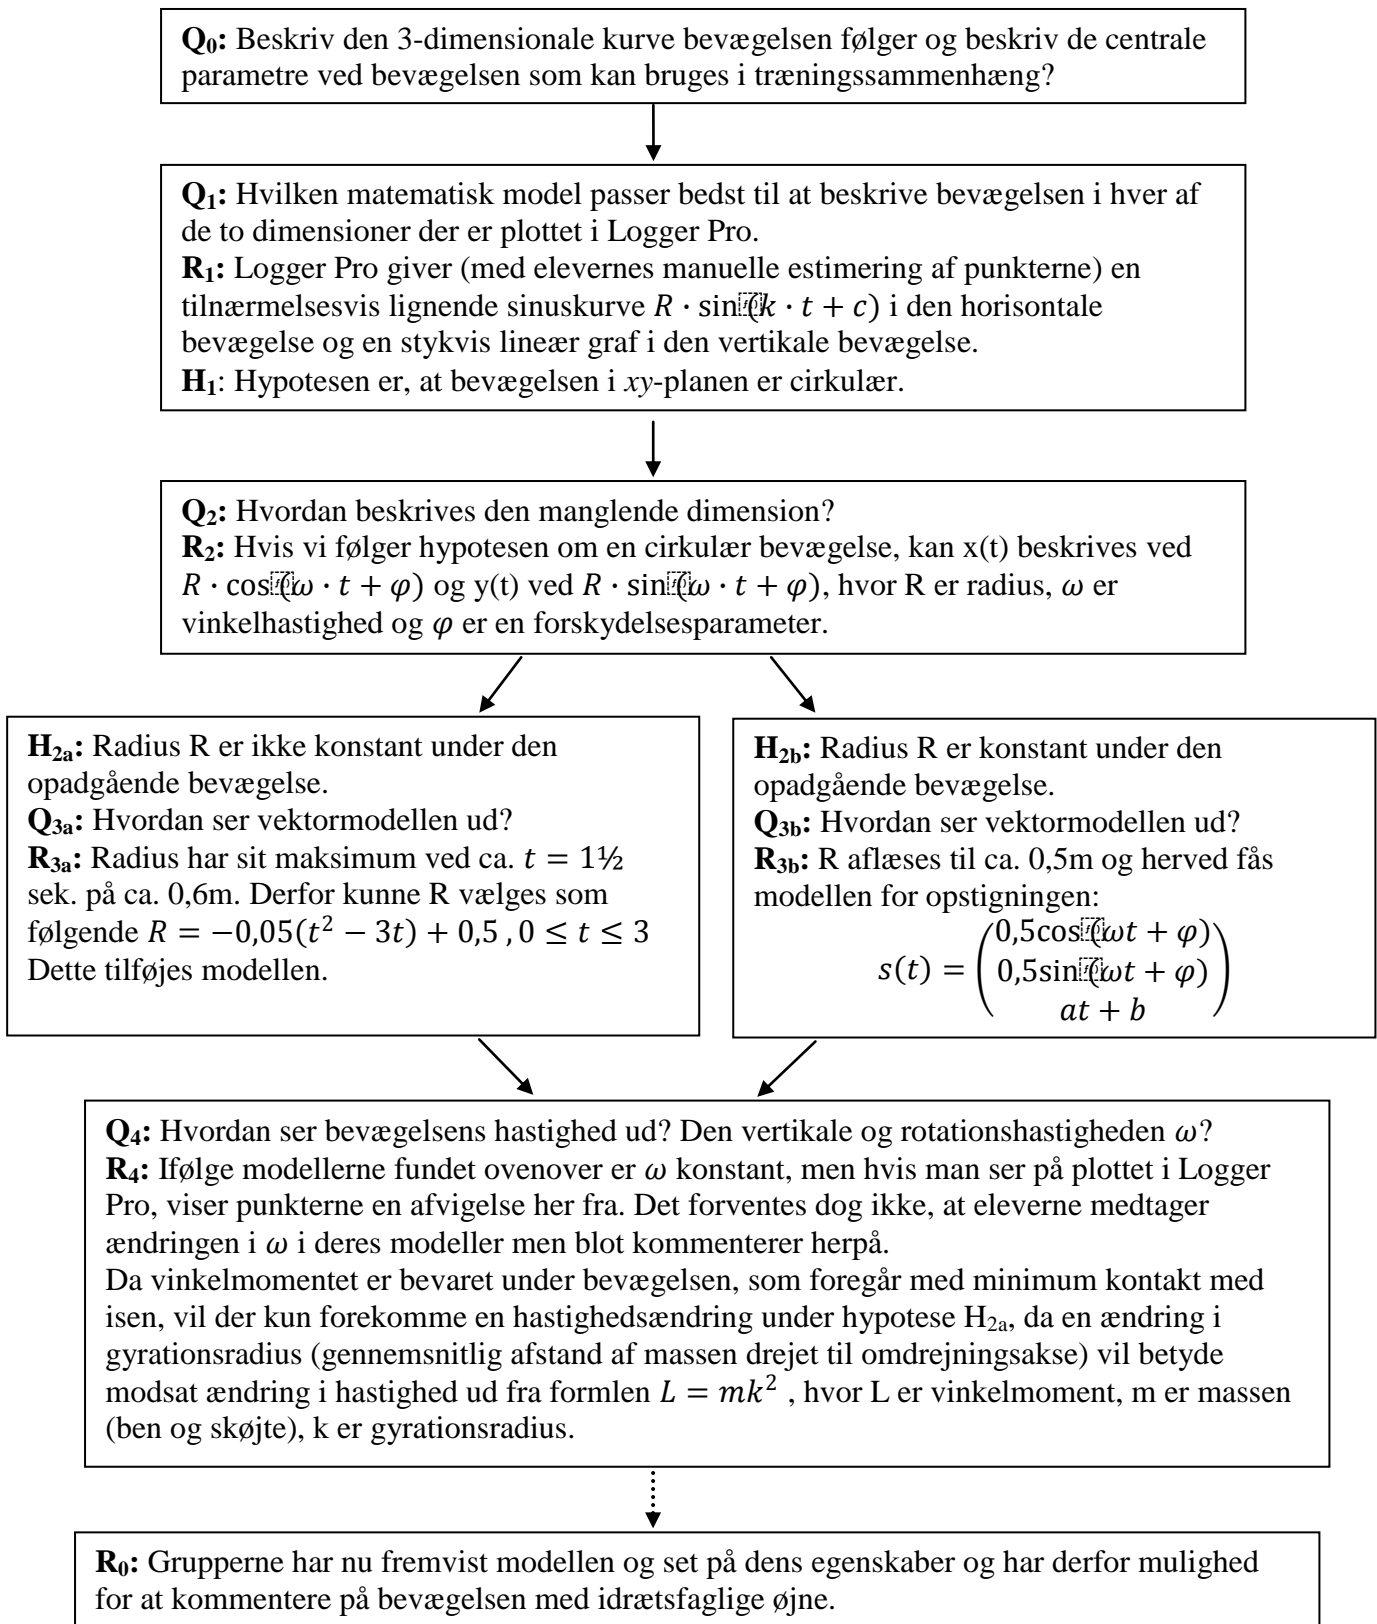 Q₀: Beskriv den 3-dimensionale kurve bevægelsen følger og beskriv de centrale
parametre ved bevægelsen som kan bruges i træningssammenhæng?
Q₁: Hvilken matematisk model passer bedst til at beskrive bevægelsen i hver af
de to dimensioner der er plottet i Logger Pro.
R₁: Logger Pro giver (med elevernes manuelle estimering af punkterne) en
tilnærmelsesvis lignende sinuskurve R · sin(k · t + c) i den horisontale
bevægelse og en stykvis lineær graf i den vertikale bevægelse.
H₁: Hypotesen er, at bevægelsen i xy-planen er cirkulær.
Q₂: Hvordan beskrives den manglende dimension?
R₂: Hvis vi følger hypotesen om en cirkulær bevægelse, kan x(t) beskrives ved
R · cos(ω · t + φ) og y(t) ved R · sin(ω · t + φ), hvor R er radius, ω er
vinkelhastighed og φ er en forskydelsesparameter.
H₂ₐ: Radius R er ikke konstant under den
opadgående bevægelse.
Q₃ₐ: Hvordan ser vektormodellen ud?
R₃ₐ: Radius har sit maksimum ved ca. t = 1½
sek. på ca. 0,6m. Derfor kunne R vælges som
følgende R = −0,05(t² − 3t) + 0,5 , 0 ≤ t ≤ 3
Dette tilføjes modellen.
H2b: Radius R er konstant under den
opadgående bevægelse.
Q3b: Hvordan ser vektormodellen ud?
R3b: R aflæses til ca. 0,5m og herved fås
modellen for opstigningen:
0,5cos(ωt + φ)
s(t) = ( 0,5sin(ωt + φ) )
at + b
Q₄: Hvordan ser bevægelsens hastighed ud? Den vertikale og rotationshastigheden ω?
R₄: Ifølge modellerne fundet ovenover er ω konstant, men hvis man ser på plottet i Logger
Pro, viser punkterne en afvigelse her fra. Det forventes dog ikke, at eleverne medtager
ændringen i ω i deres modeller men blot kommenterer herpå.
Da vinkelmomentet er bevaret under bevægelsen, som foregår med minimum kontakt med
isen, vil der kun forekomme en hastighedsændring under hypotese H₂ₐ, da en ændring i
gyrationsradius (gennemsnitlig afstand af massen drejet til omdrejningsakse) vil betyde
modsat ændring i hastighed ud fra formlen L = mk² , hvor L er vinkelmoment, m er massen
(ben og skøjte), k er gyrationsradius.
R₀: Grupperne har nu fremvist modellen og set på dens egenskaber og har derfor mulighed
for at kommentere på bevægelsen med idrætsfaglige øjne.